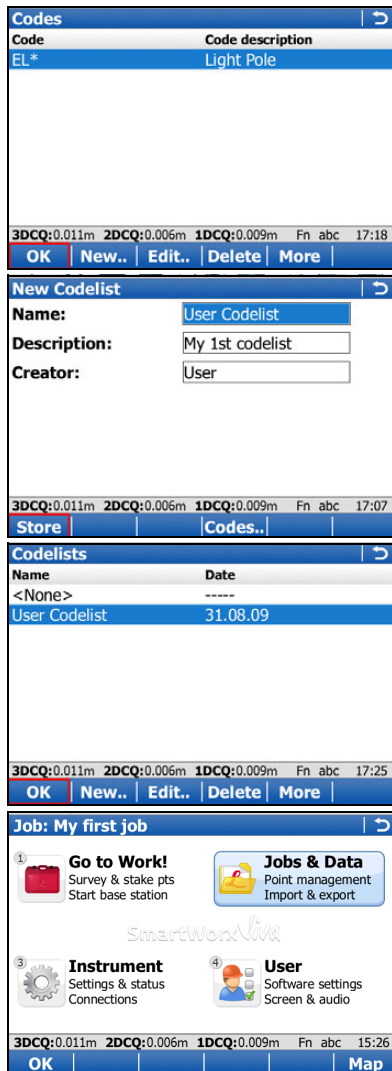 Codes
Code Code description
EL* Light Pole
3DCQ:0.011m 2DCQ:0.006m 1DCQ:0.009m Fn abc 17:18
OK New.. Edit.. Delete More
New Codelist
Name: User Codelist
Description: My 1st codelist
Creator: User
3DCQ:0.011m 2DCQ:0.006m 1DCQ:0.009m Fn abc 17:07
Store Codes..
Codelists
Name Date
<None> -----
User Codelist 31.08.09
3DCQ:0.011m 2DCQ:0.006m 1DCQ:0.009m Fn abc 17:25
OK New.. Edit.. Delete More
Job: My first job
1 Go to Work! Jobs & Data
Survey & stake pts Point management
Start base station Import & export
SmartWorx Viva
3 Instrument 4 User
Settings & status Software settings
Connections Screen & audio
3DCQ:0.011m 2DCQ:0.006m 1DCQ:0.009m Fn abc 15:26
OK Map